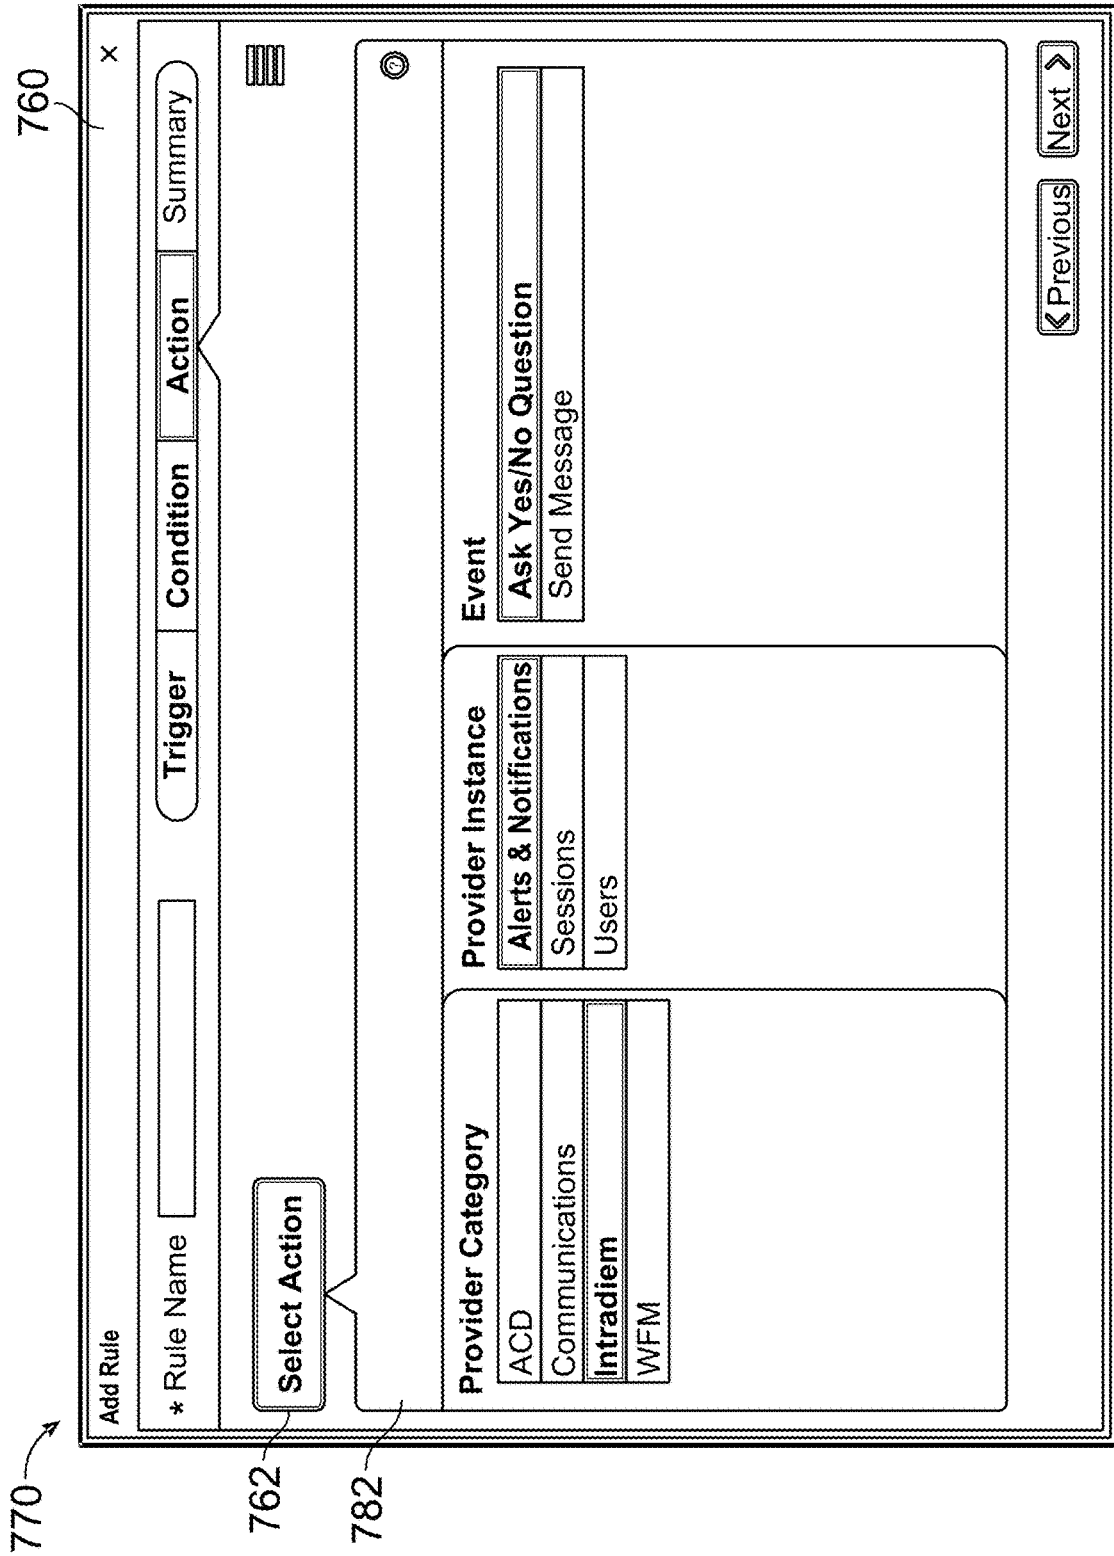 770
760
Add Rule
×
* Rule Name
Trigger
Condition
Action
Summary
762
Select Action
782
?
Provider Category
ACD
Communications
Intradiem
WFM
Provider Instance
Alerts & Notifications
Sessions
Users
Event
Ask Yes/No Question
Send Message
< Previous
Next >